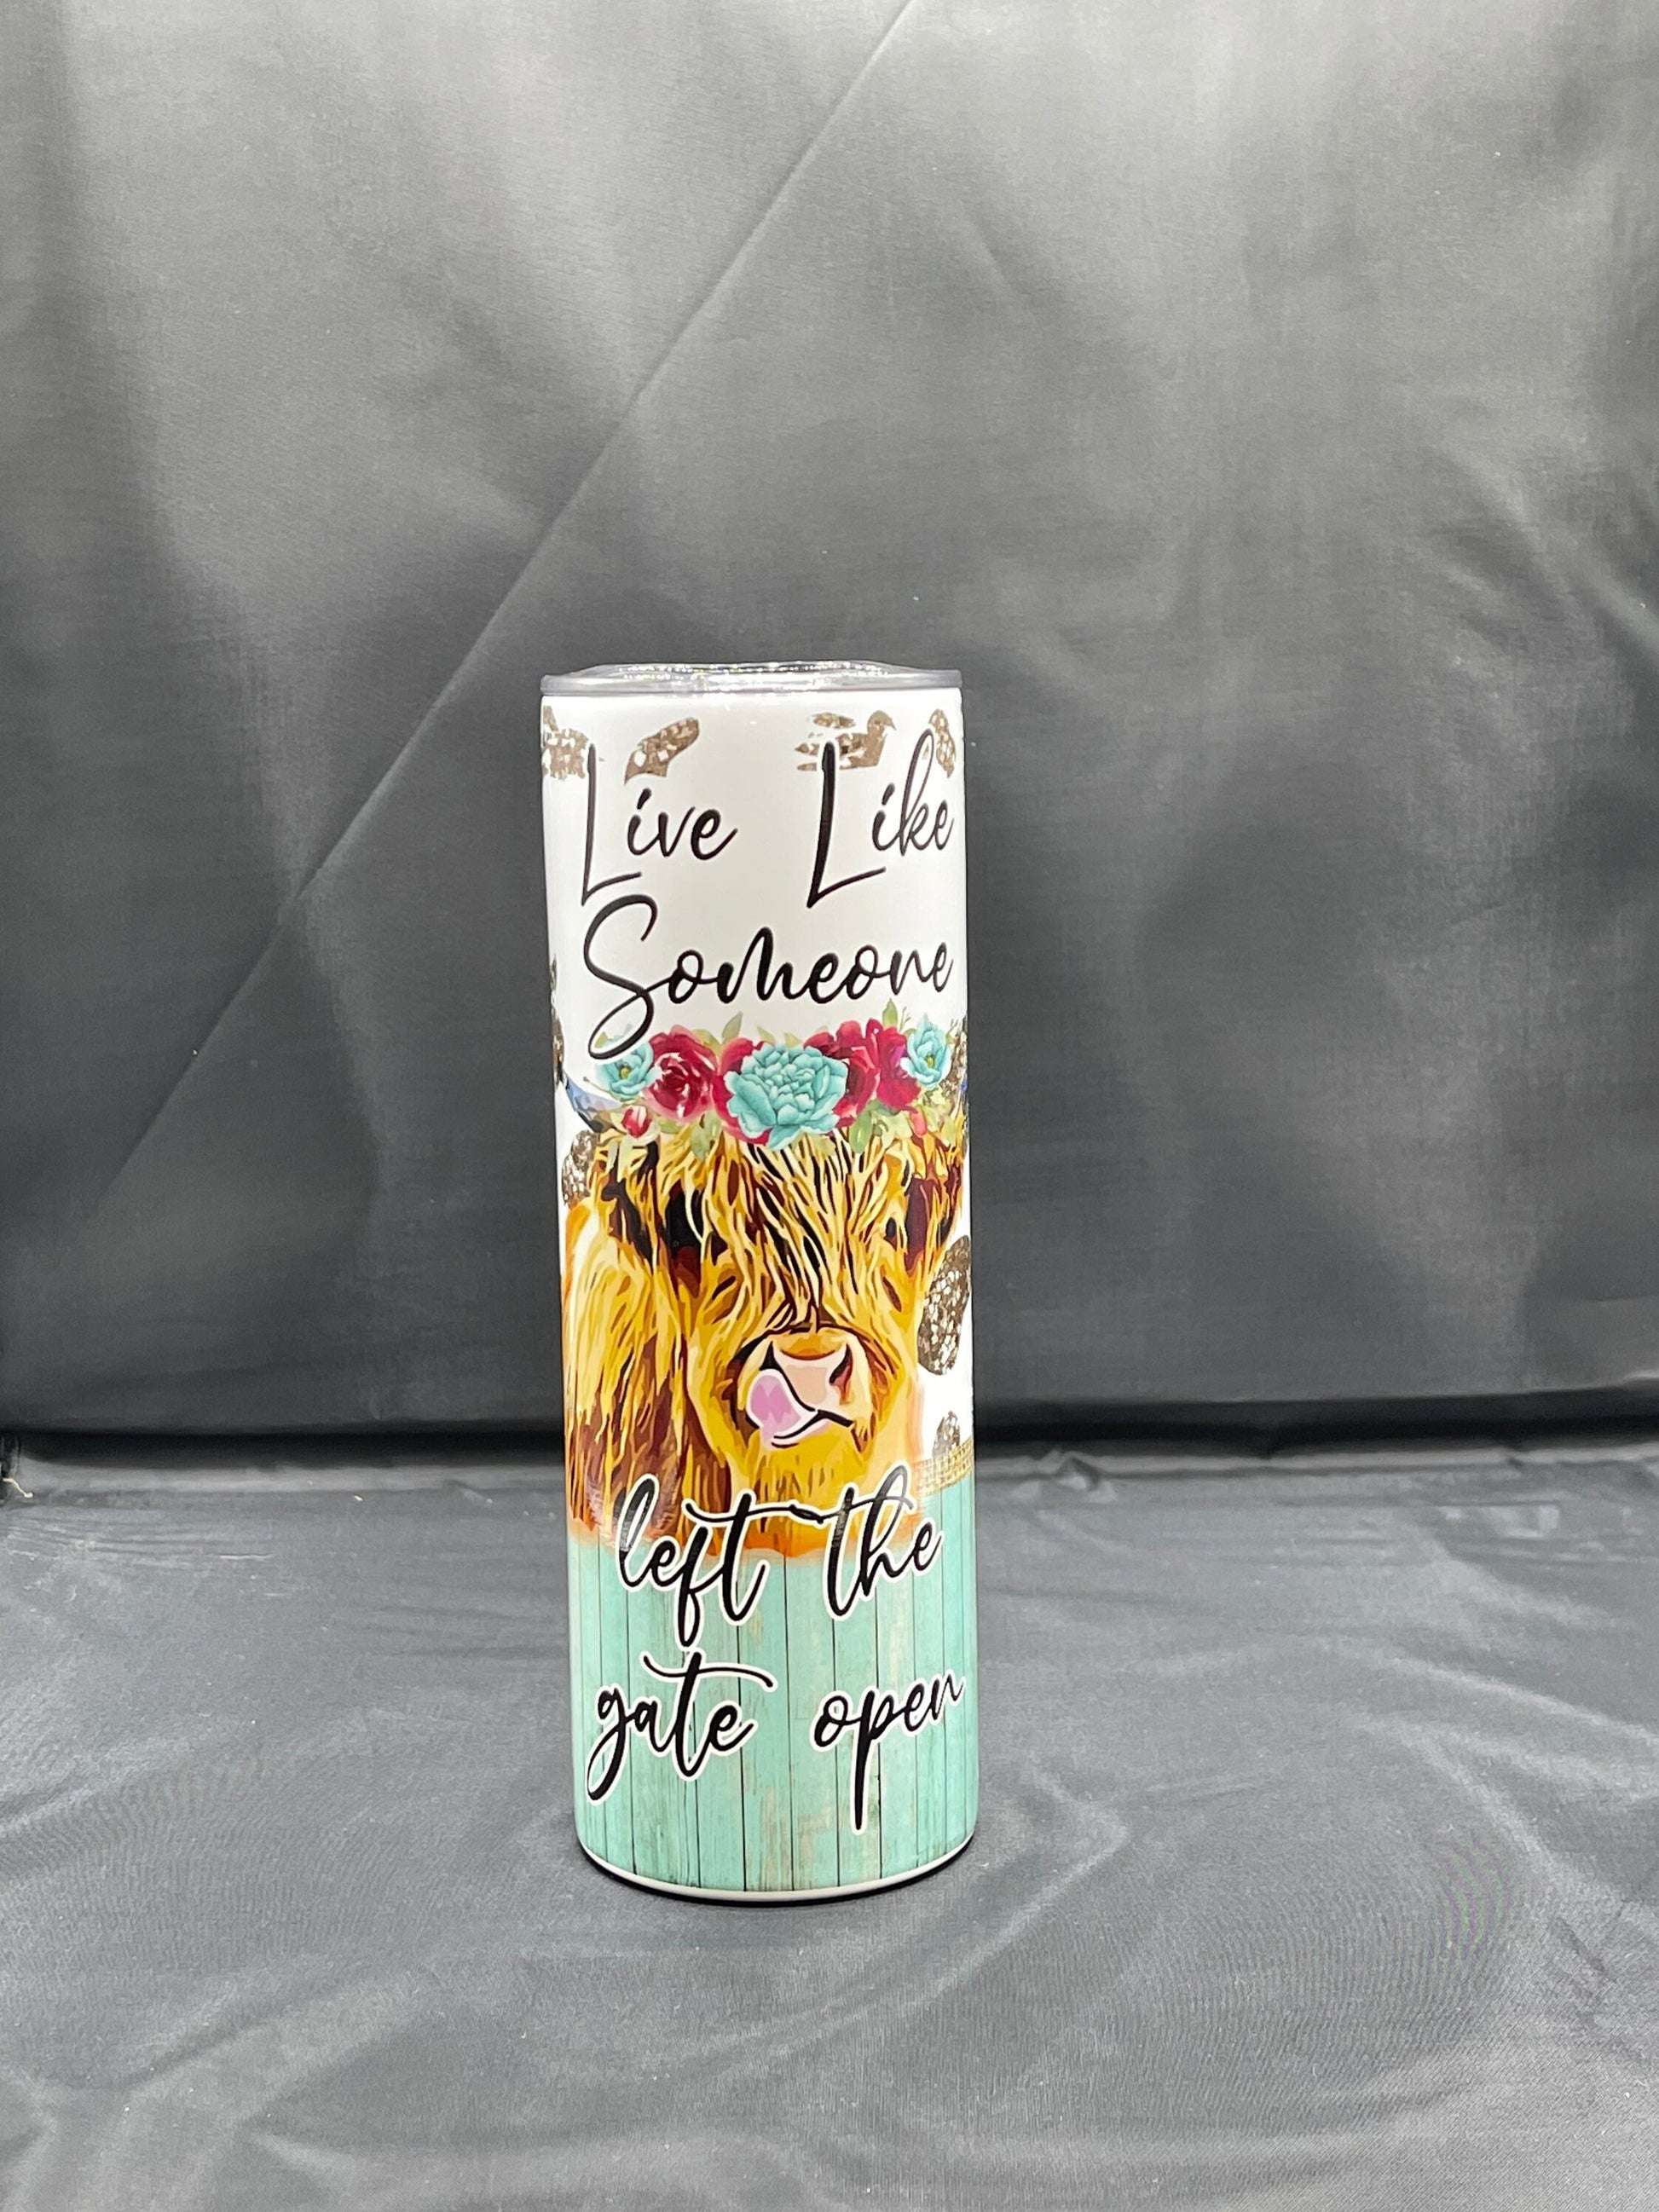 Live Like
Someone
left the
gate open